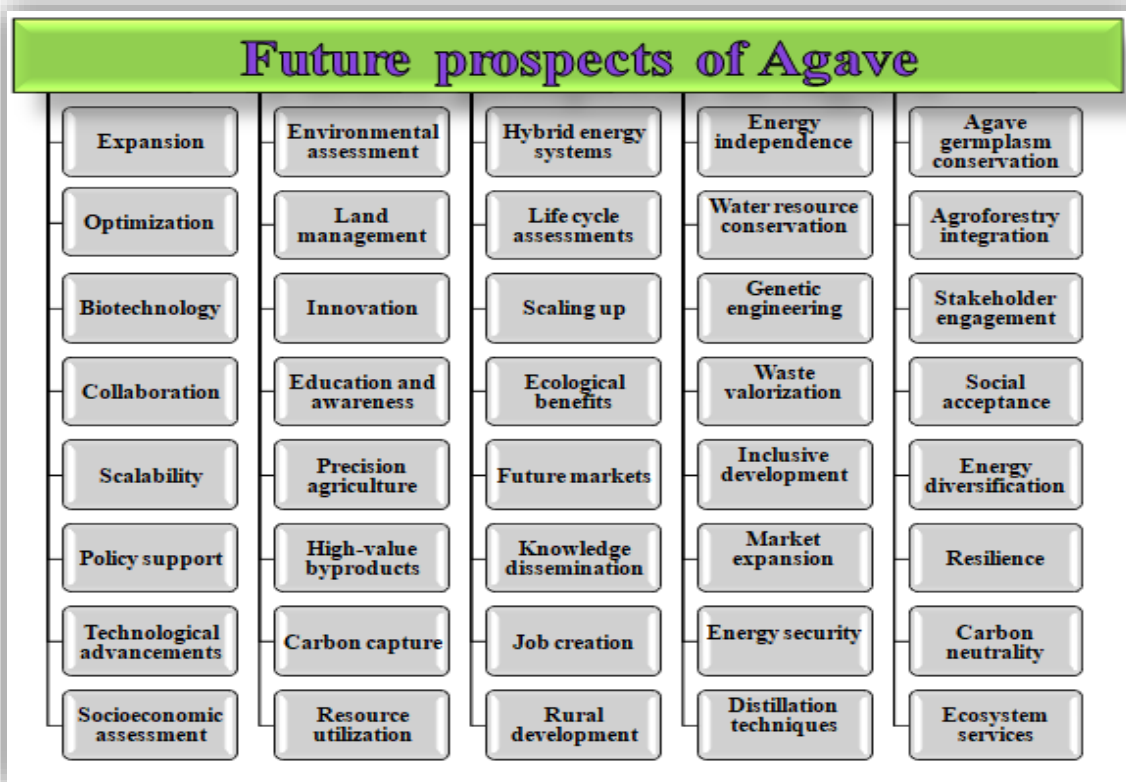 Future prospects of Agave
Expansion
Optimization
Biotechnology
Collaboration
Scalability
Policy support
Technological
advancements
Socioeconomic
assessment
Environmental
assessment
Land
management
Innovation
Education and
awareness
Precision
agriculture
High-value
byproducts
Carbon capture
Resource
utilization
Hybrid energy
systems
Life cycle
assessments
Scaling up
Ecological
benefits
Future markets
Knowledge
dissemination
Job creation
Rural
development
Energy
independence
Water resource
conservation
Genetic
engineering
Waste
valorization
Inclusive
development
Market
expansion
Energy security
Distillation
techniques
Agave
germplasm
conservation
Agroforestry
integration
Stakeholder
engagement
Social
acceptance
Energy
diversification
Resilience
Carbon
neutrality
Ecosystem
services